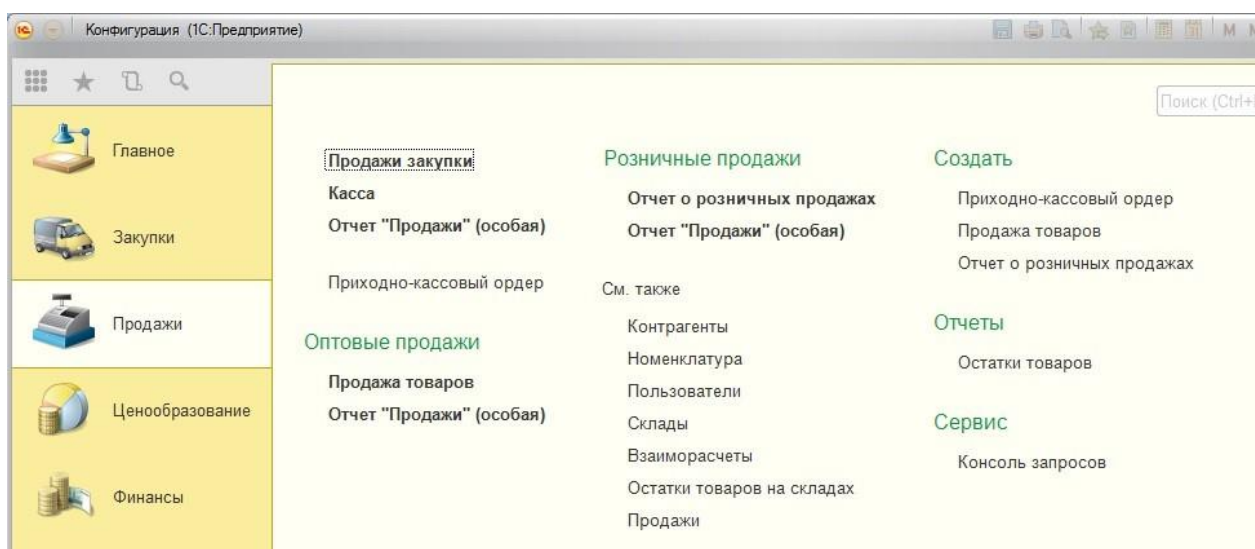 1С Конфигурация (1С:Предприятие)
M
Поиск (Ctrl+
Главное
Закупки
Продажи
Ценообразование
Финансы
Продажи закупки
Касса
Отчет "Продажи" (особая)
Приходно-кассовый ордер
Оптовые продажи
Продажа товаров
Отчет "Продажи" (особая)
Розничные продажи
Отчет о розничных продажах
Отчет "Продажи" (особая)
См. также
Контрагенты
Номенклатура
Пользователи
Склады
Взаиморасчеты
Остатки товаров на складах
Продажи
Создать
Приходно-кассовый ордер
Продажа товаров
Отчет о розничных продажах
Отчеты
Остатки товаров
Сервис
Консоль запросов